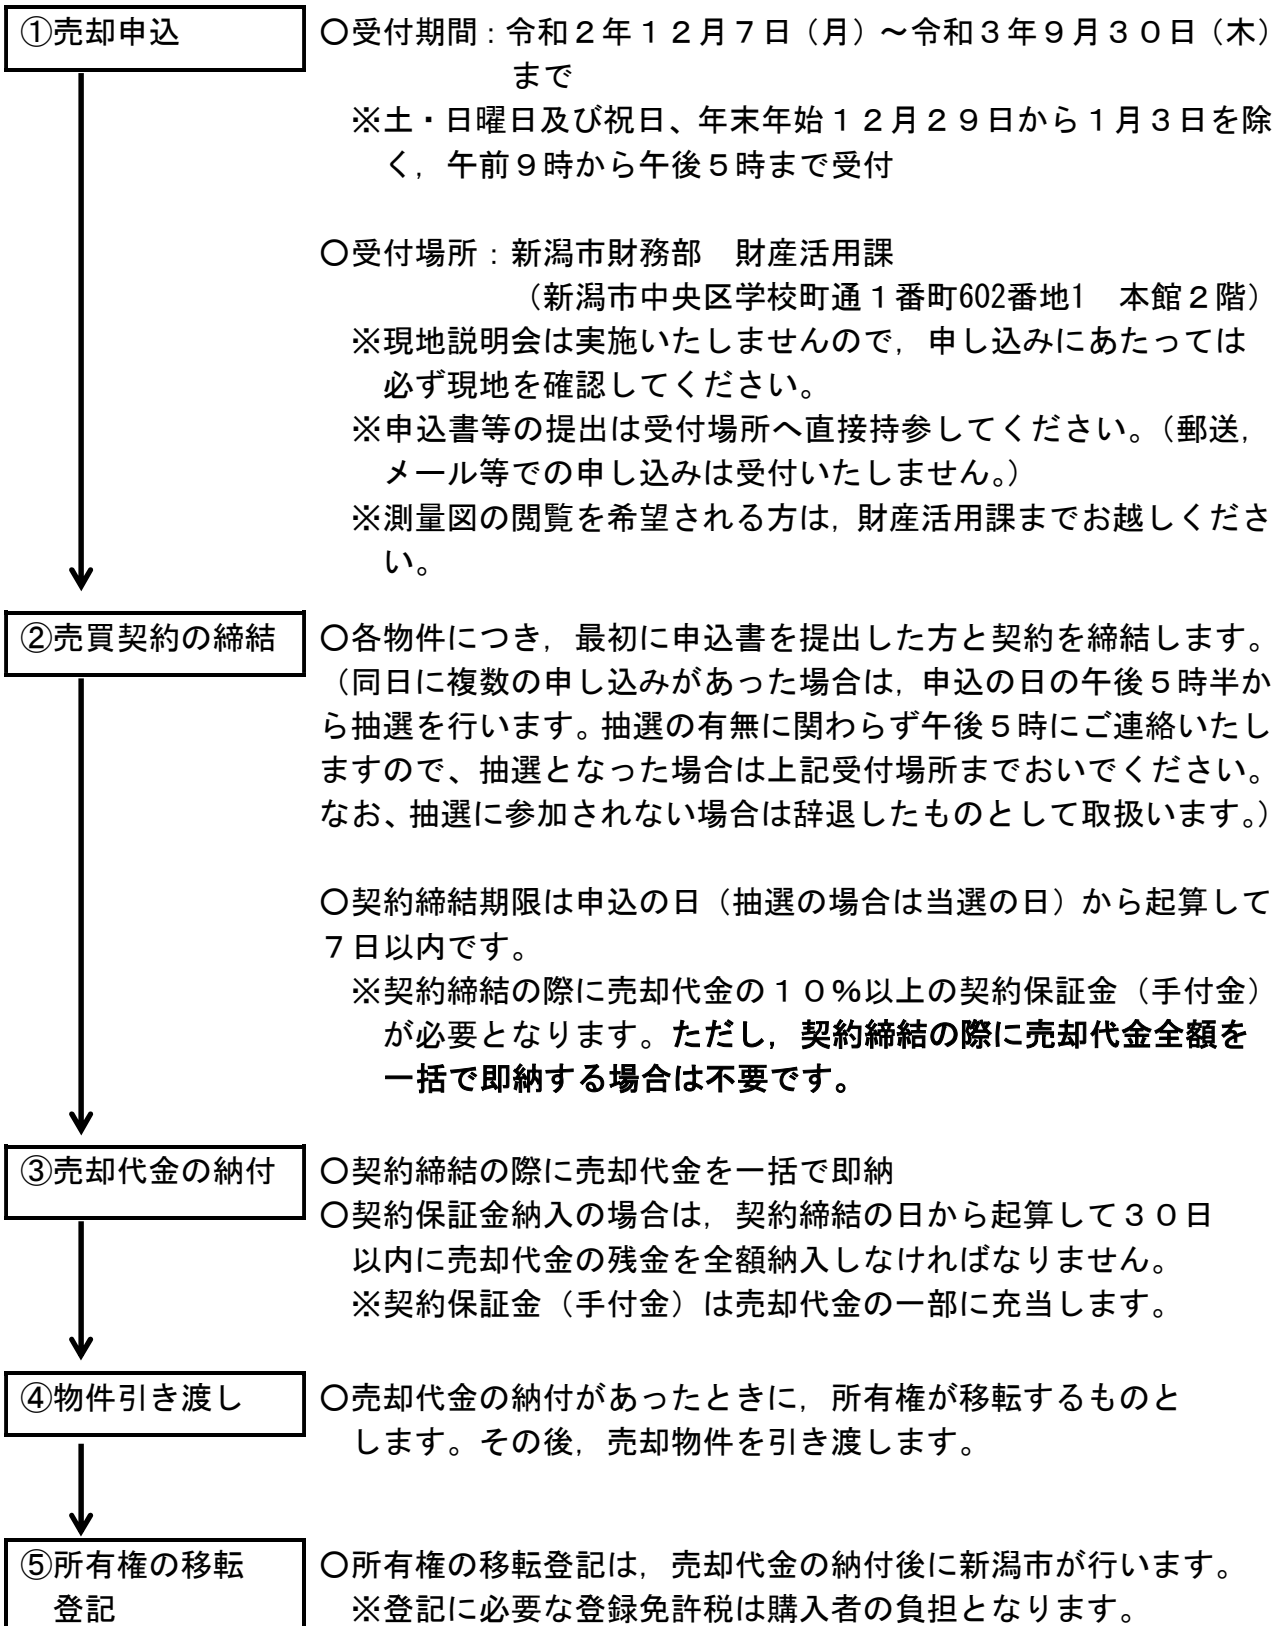 ①売却申込
〇受付期間：令和２年１２月７日（月）～令和３年９月３０日（木）
まで
※土・日曜日及び祝日、年末年始１２月２９日から１月３日を除
く，午前９時から午後５時まで受付
〇受付場所：新潟市財務部　財産活用課
（新潟市中央区学校町通１番町602番地1　本館２階）
※現地説明会は実施いたしませんので，申し込みにあたっては
必ず現地を確認してください。
※申込書等の提出は受付場所へ直接持参してください。（郵送，
メール等での申し込みは受付いたしません。）
※測量図の閲覧を希望される方は，財産活用課までお越しくださ
い。
②売買契約の締結
〇各物件につき，最初に申込書を提出した方と契約を締結します。
（同日に複数の申し込みがあった場合は，申込の日の午後５時半か
ら抽選を行います。抽選の有無に関わらず午後５時にご連絡いたし
ますので、抽選となった場合は上記受付場所までおいでください。
なお、抽選に参加されない場合は辞退したものとして取扱います。）
〇契約締結期限は申込の日（抽選の場合は当選の日）から起算して
７日以内です。
※契約締結の際に売却代金の１０％以上の契約保証金（手付金）
が必要となります。ただし，契約締結の際に売却代金全額を
一括で即納する場合は不要です。
③売却代金の納付
〇契約締結の際に売却代金を一括で即納
〇契約保証金納入の場合は，契約締結の日から起算して３０日
以内に売却代金の残金を全額納入しなければなりません。
※契約保証金（手付金）は売却代金の一部に充当します。
④物件引き渡し
〇売却代金の納付があったときに，所有権が移転するものと
します。その後，売却物件を引き渡します。
⑤所有権の移転
登記
〇所有権の移転登記は，売却代金の納付後に新潟市が行います。
※登記に必要な登録免許税は購入者の負担となります。